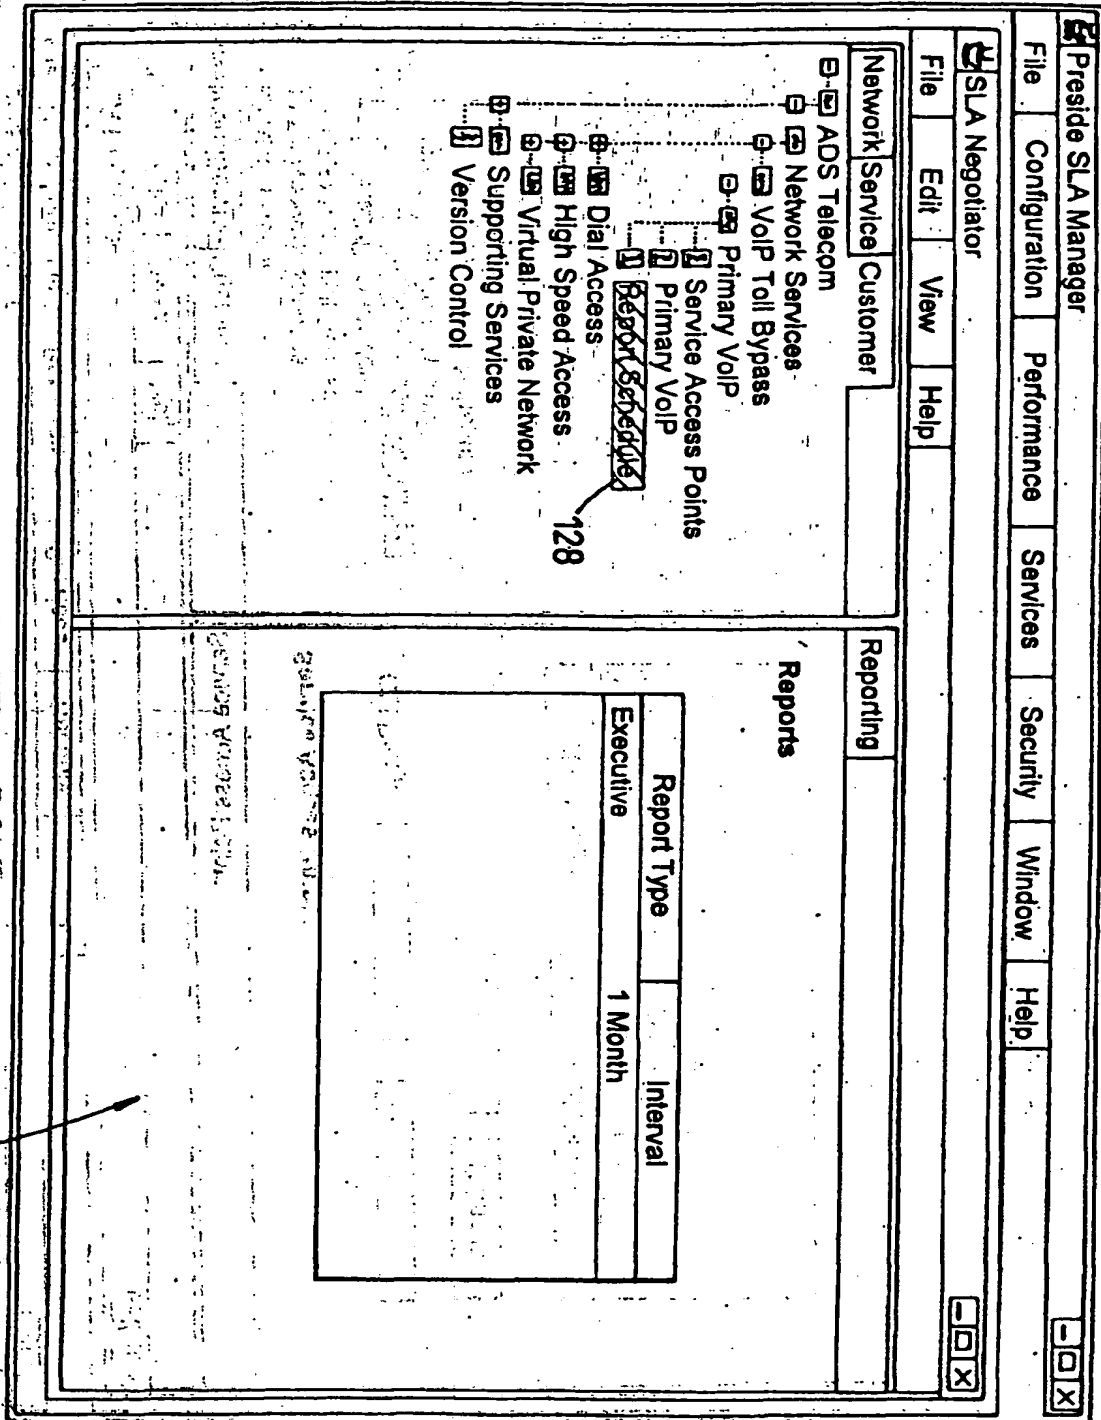 Preside SLA Manager
File Configuration Performance Services Security Window Help
SLA Negotiator
File Edit View Help
Network Service Customer
ADS Telecom
Network Services
VoIP Toll Bypass
Primary VoIP
Service Access Points
Primary VoIP
Report Schedule
Dial Access
High Speed Access
Virtual Private Network
Supporting Services
Version Control
128
Reporting
Reports
Report Type Interval
Executive 1 Month